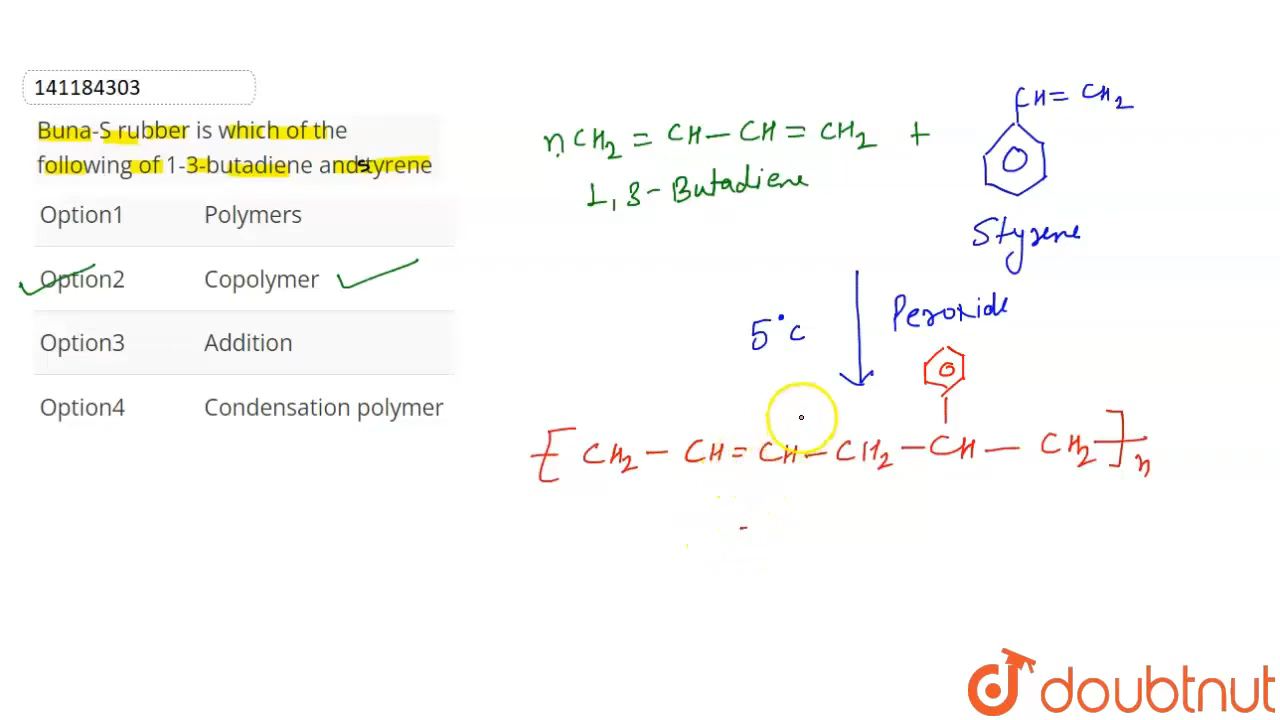 141184303
Buna-S rubber is which of the
following of 1-3-butadiene and styrene
Option1 Polymers
Option2 Copolymer
Option3 Addition
Option4 Condensation polymer
nCH₂ = CH – CH = CH₂ +
1,3-Butadiene
CH = CH₂
Styrene
5°C
Peroxide
[CH₂ – CH = CH – CH₂ – CH – CH₂]n
doubtnut